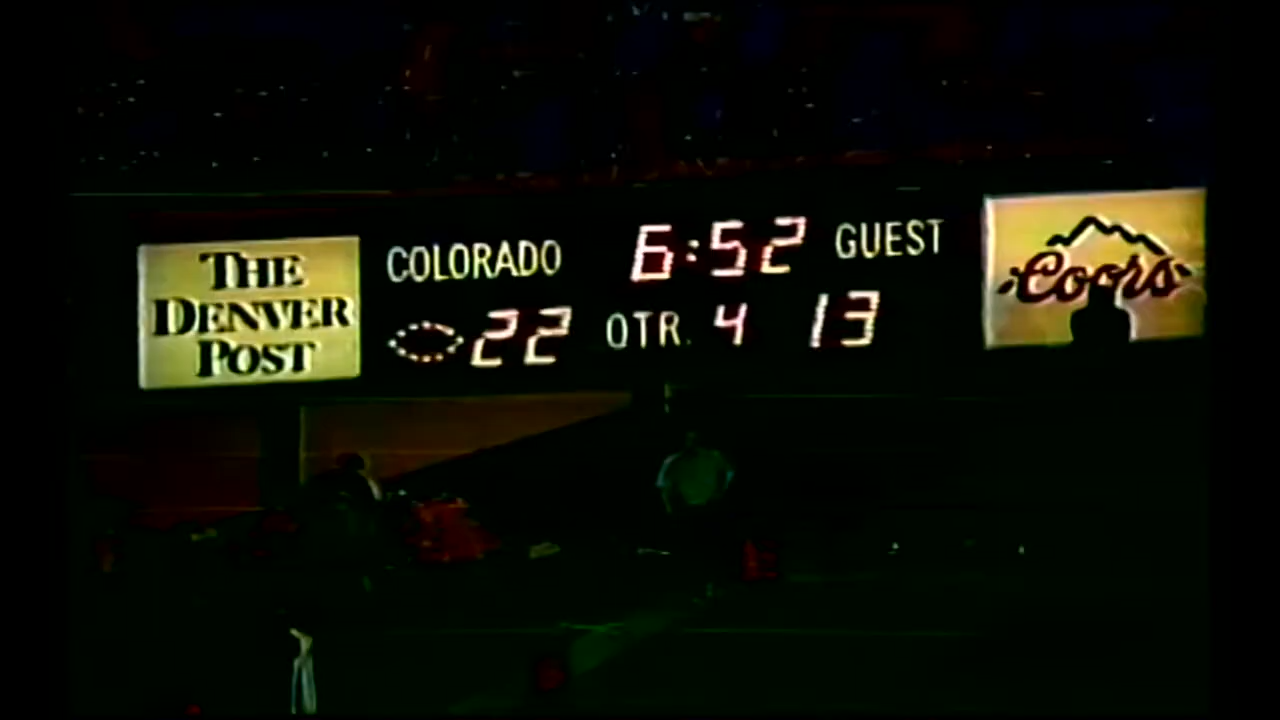 THE
DENVER
POST
COLORADO 6:52 GUEST
22 QTR. 4 13
Coors